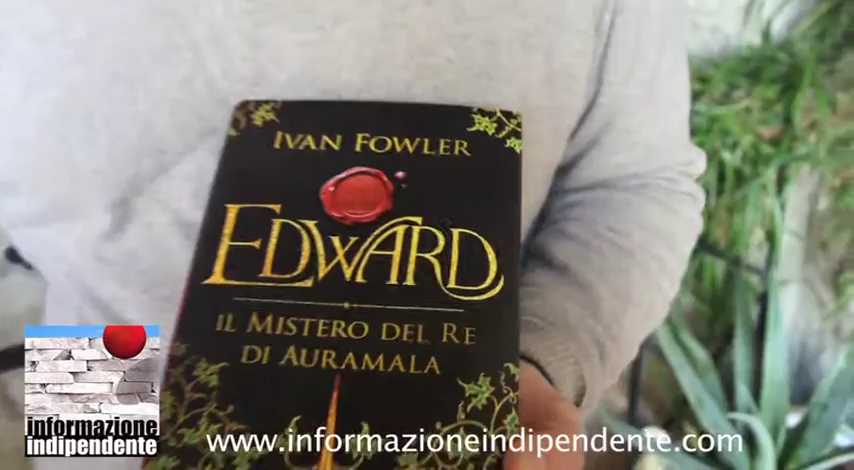 IVAN FOWLER
EDWARD
IL MISTERO DEL RE
DI AURAMALA
informazione
indipendente
www.informazioneindipendente.com